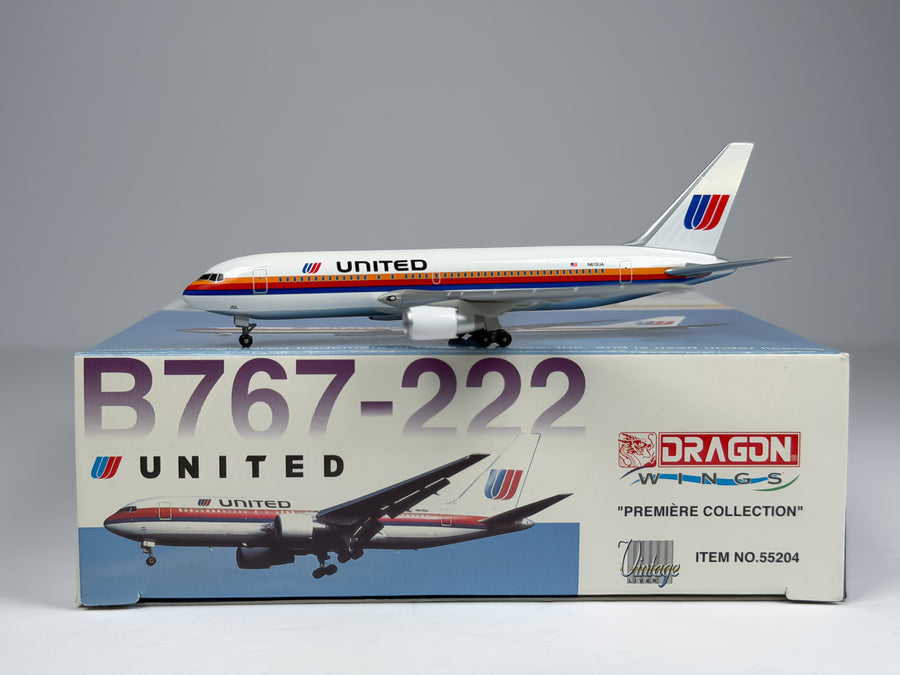 UNITED
N610UA
B767-222
UNITED
UNITED
DRAGON
WINGS
"PREMIÈRE COLLECTION"
Vintage
ITEM NO.55204